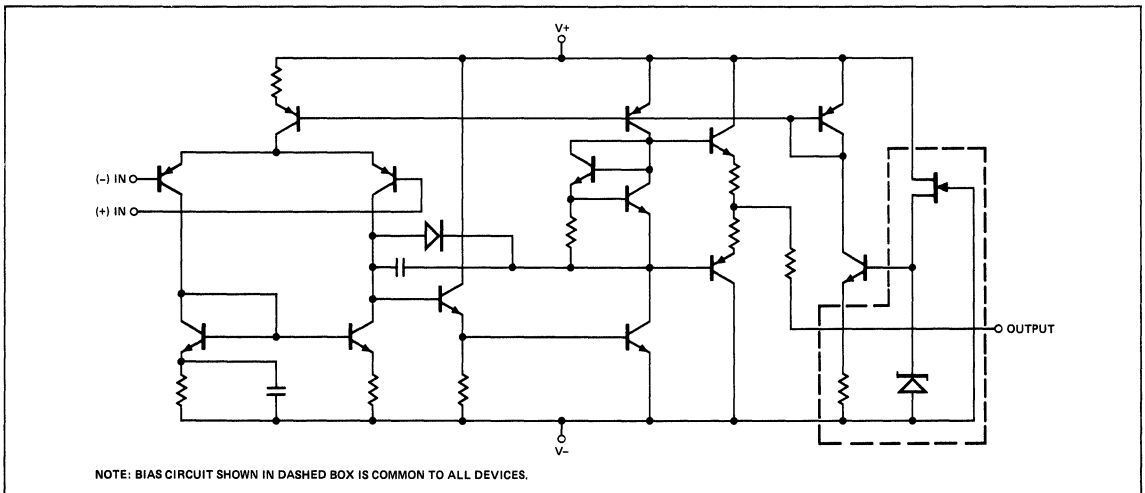 V+
(-) IN
(+) IN
OUTPUT
V-
NOTE: BIAS CIRCUIT SHOWN IN DASHED BOX IS COMMON TO ALL DEVICES.